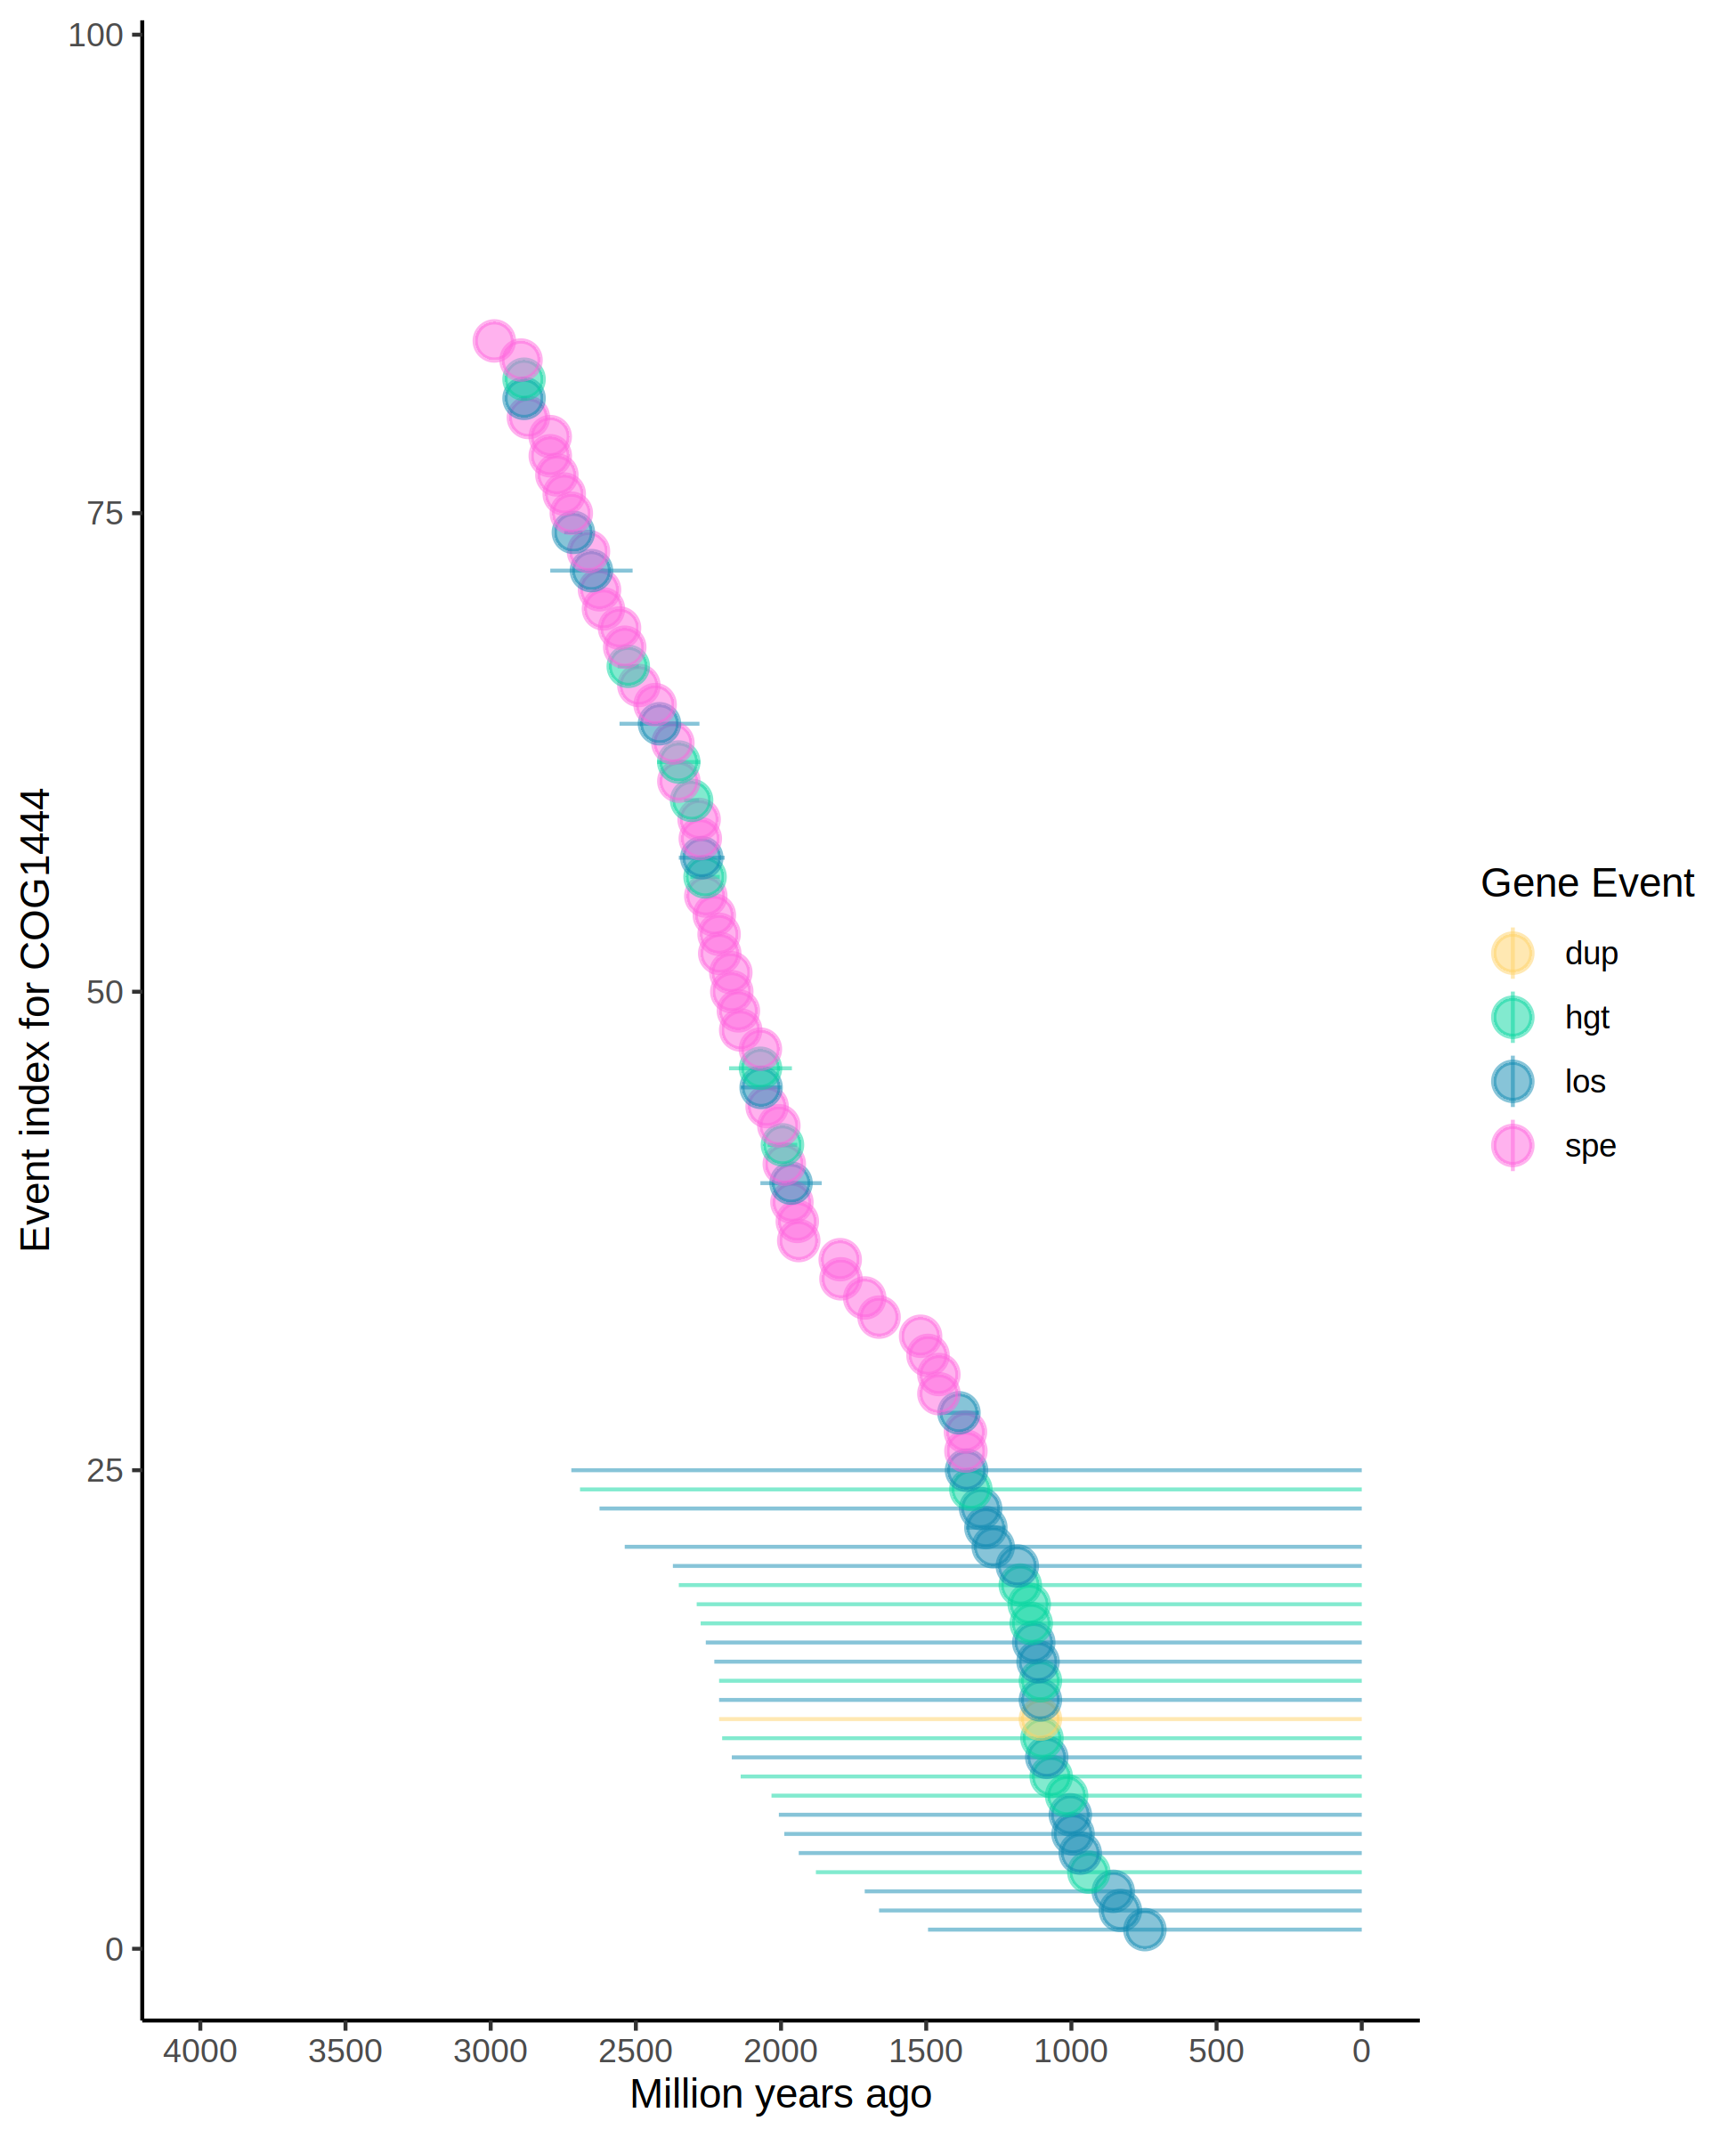 Event index for COG1444
100
75
50
25
0
4000 3500 3000 2500 2000 1500 1000 500 0
Million years ago
Gene Event
dup
hgt
los
spe